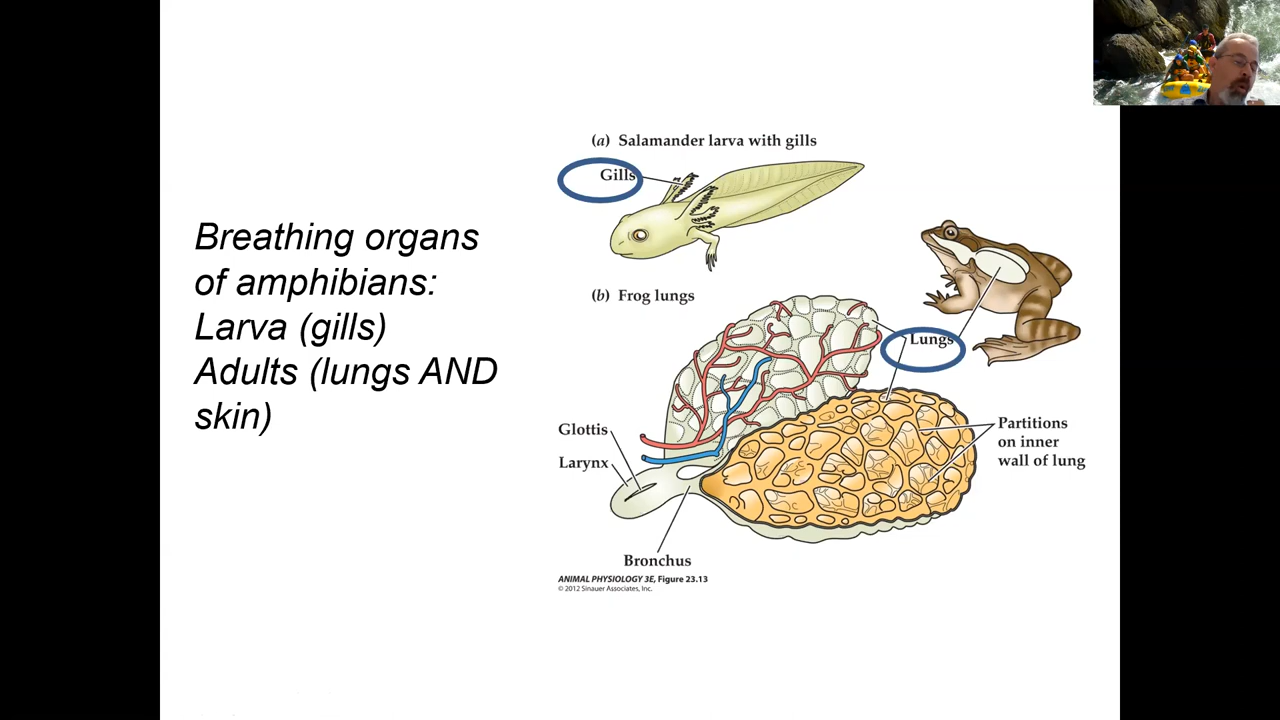 Breathing organs
of amphibians:
Larva (gills)
Adults (lungs AND
skin)
(a) Salamander larva with gills
Gills
(b) Frog lungs
Lungs
Glottis
Larynx
Partitions
on inner
wall of lung
Bronchus
ANIMAL PHYSIOLOGY 3E, Figure 23.13
© 2012 Sinauer Associates, Inc.